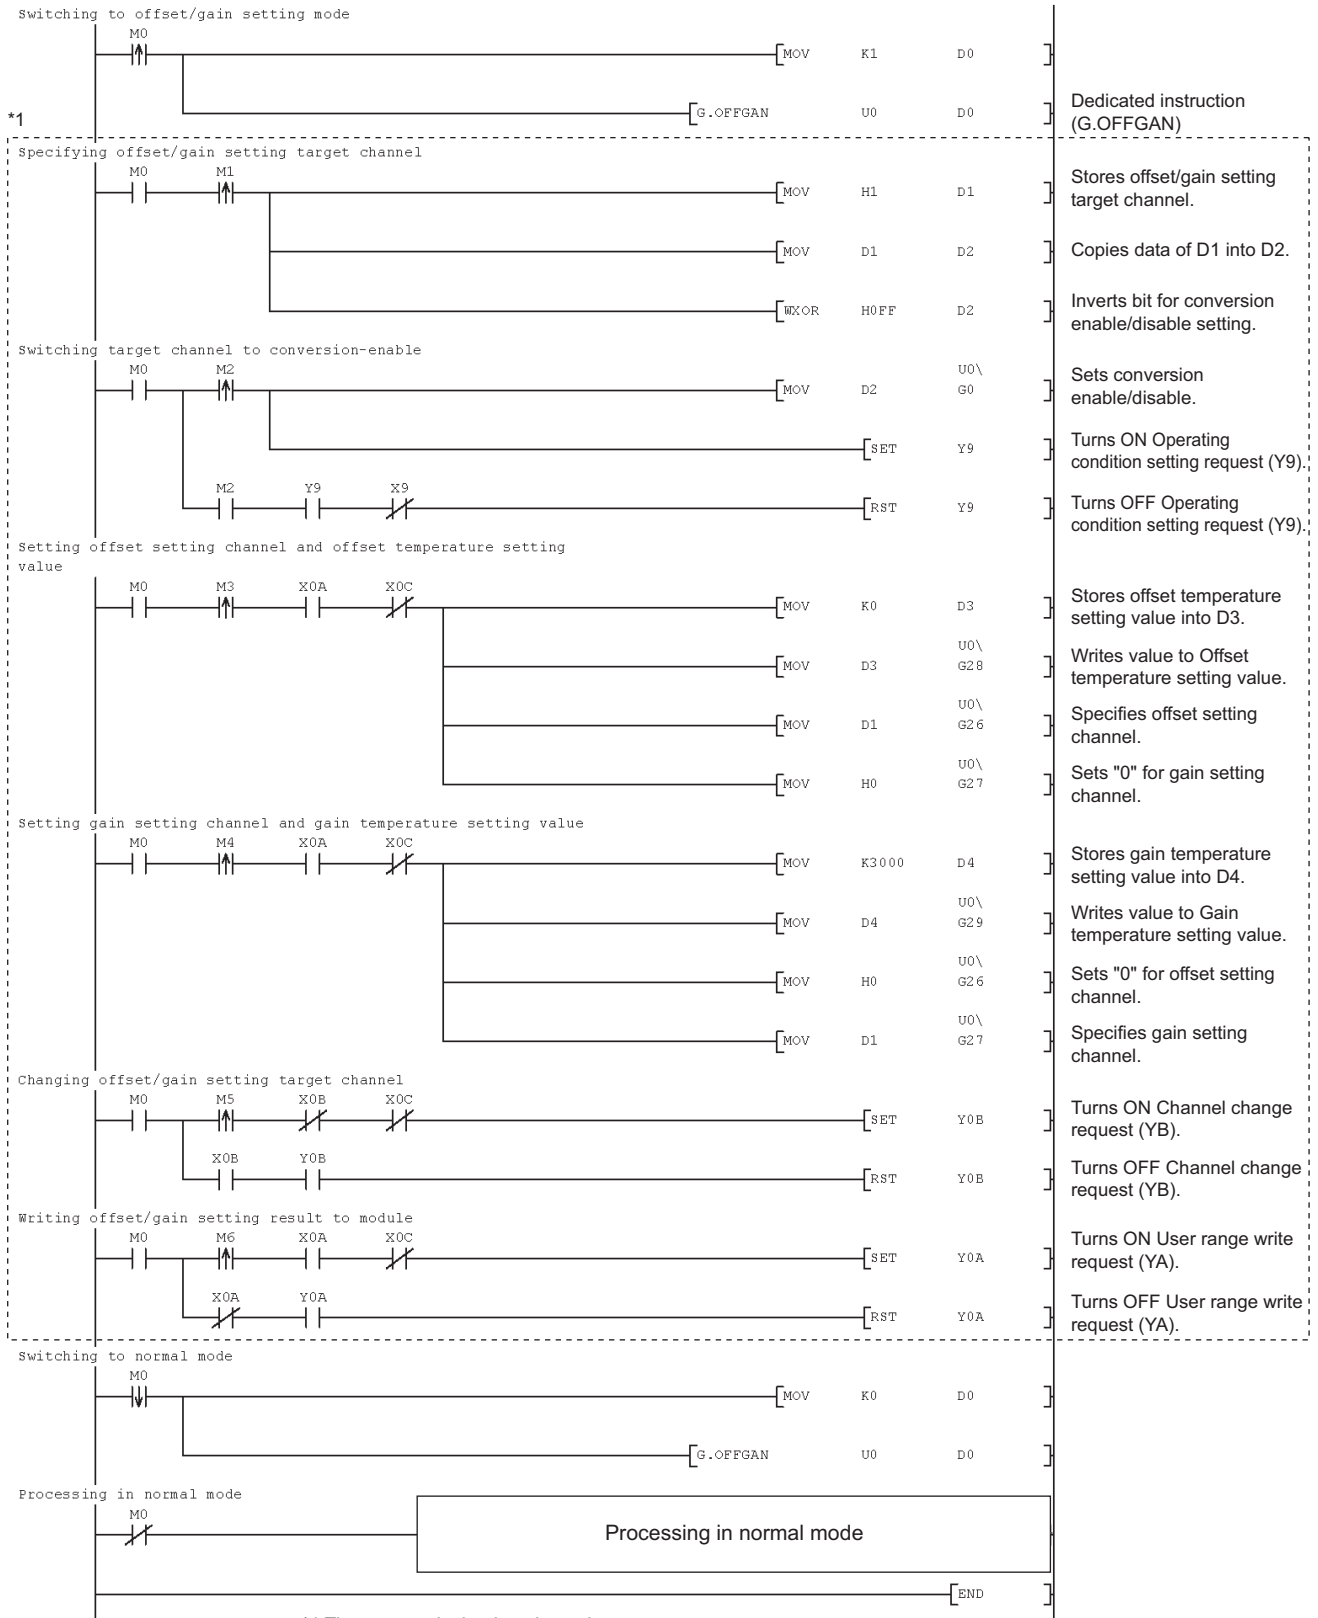 Switching to offset/gain setting mode
M0
MOV K1 D0
G.OFFGAN U0 D0
Dedicated instruction
(G.OFFGAN)
*1
Specifying offset/gain setting target channel
M0 M1
MOV H1 D1
Stores offset/gain setting
target channel.
MOV D1 D2
Copies data of D1 into D2.
WXOR H0FF D2
Inverts bit for conversion
enable/disable setting.
Switching target channel to conversion-enable
M0 M2
U0\
MOV D2 G0
Sets conversion
enable/disable.
SET Y9
Turns ON Operating
condition setting request (Y9).
M2 Y9 X9
RST Y9
Turns OFF Operating
condition setting request (Y9).
Setting offset setting channel and offset temperature setting
value
M0 M3 X0A X0C
MOV K0 D3
Stores offset temperature
setting value into D3.
U0\
MOV D3 G28
Writes value to Offset
temperature setting value.
U0\
MOV D1 G26
Specifies offset setting
channel.
U0\
MOV H0 G27
Sets "0" for gain setting
channel.
Setting gain setting channel and gain temperature setting value
M0 M4 X0A X0C
MOV K3000 D4
Stores gain temperature
setting value into D4.
U0\
MOV D4 G29
Writes value to Gain
temperature setting value.
U0\
MOV H0 G26
Sets "0" for offset setting
channel.
U0\
MOV D1 G27
Specifies gain setting
channel.
Changing offset/gain setting target channel
M0 M5 X0B X0C
SET Y0B
Turns ON Channel change
request (YB).
X0B Y0B
RST Y0B
Turns OFF Channel change
request (YB).
Writing offset/gain setting result to module
M0 M6 X0A X0C
SET Y0A
Turns ON User range write
request (YA).
X0A Y0A
RST Y0A
Turns OFF User range write
request (YA).
Switching to normal mode
M0
MOV K0 D0
G.OFFGAN U0 D0
Processing in normal mode
M0
Processing in normal mode
END